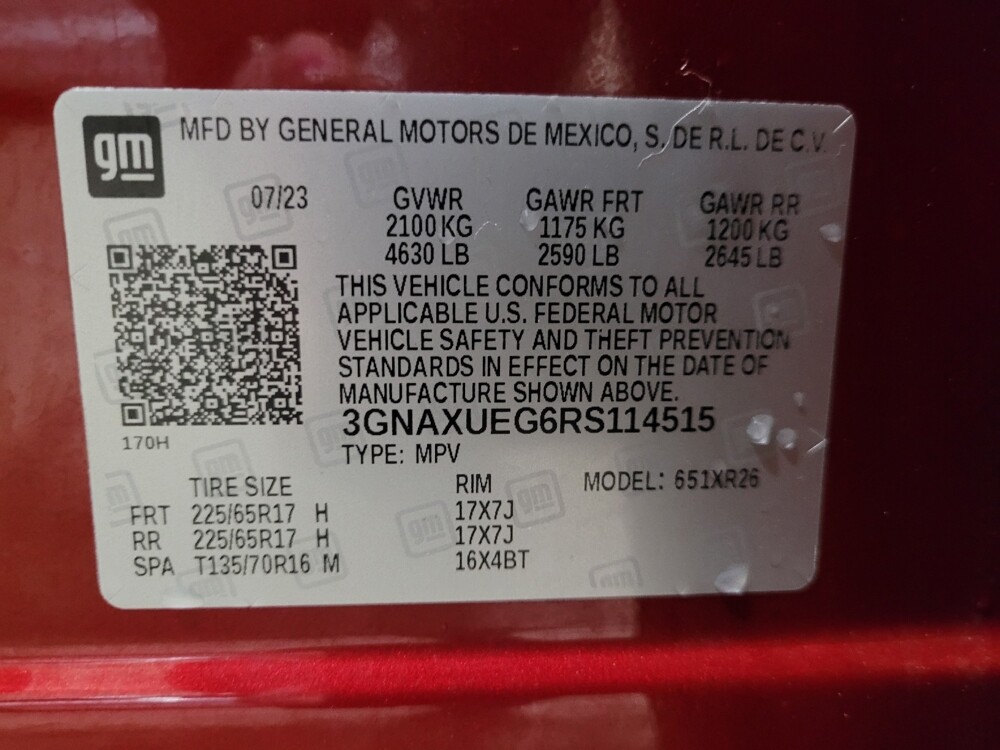 gm MFD BY GENERAL MOTORS DE MEXICO, S. DE R.L. DE C.V.
07/23 GVWR GAWR FRT GAWR RR
2100 KG 1175 KG 1200 KG
4630 LB 2590 LB 2645 LB
THIS VEHICLE CONFORMS TO ALL
APPLICABLE U.S. FEDERAL MOTOR
VEHICLE SAFETY AND THEFT PREVENTION
STANDARDS IN EFFECT ON THE DATE OF
MANUFACTURE SHOWN ABOVE.
3GNAXUEG6RS114515
170H
TYPE: MPV
TIRE SIZE RIM MODEL: 651XR26
FRT 225/65R17 H 17X7J
RR 225/65R17 H 17X7J
SPA T135/70R16 M 16X4BT